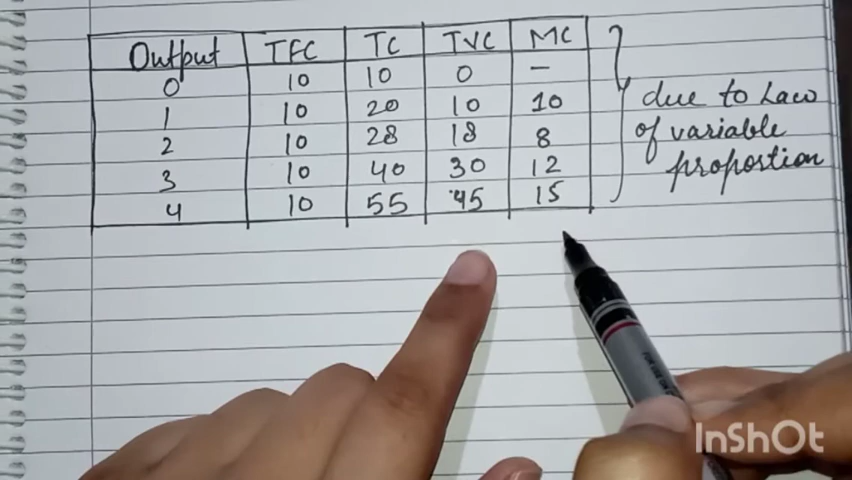 Output TFC TC TVC MC
0 10 10 0 –
1 10 20 10 10
2 10 28 18 8
3 10 40 30 12
4 10 55 45 15
due to Law
of variable
proportion
InShOt